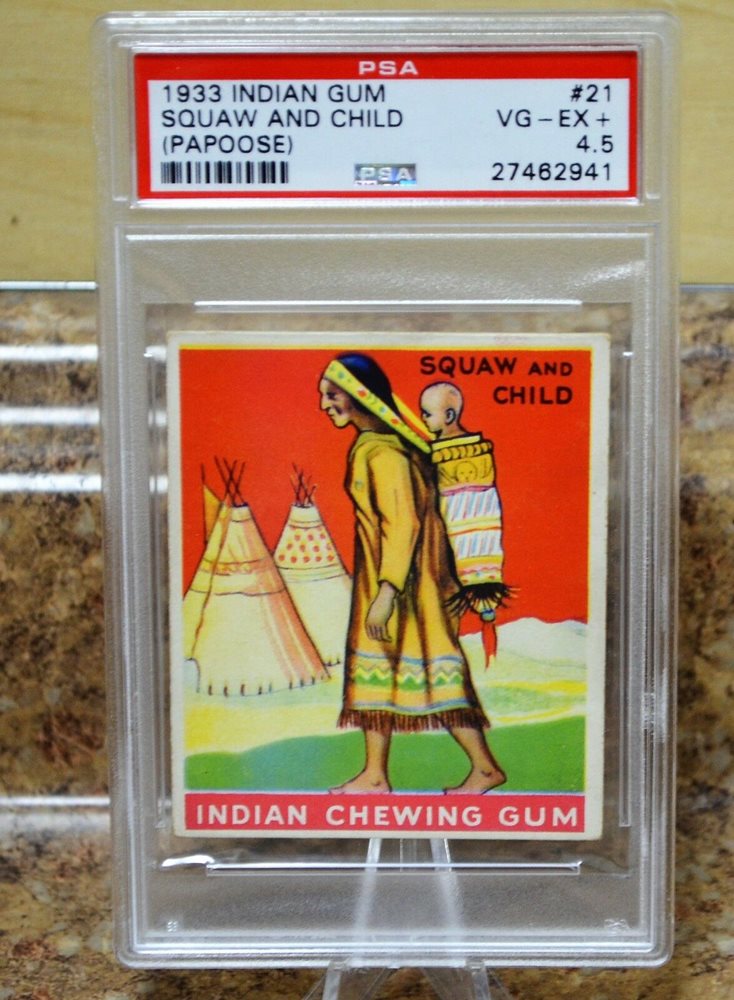 PSA
1933 INDIAN GUM #21
SQUAW AND CHILD VG-EX+
(PAPOOSE) 4.5
PSA 27462941
SQUAW AND
CHILD
INDIAN CHEWING GUM